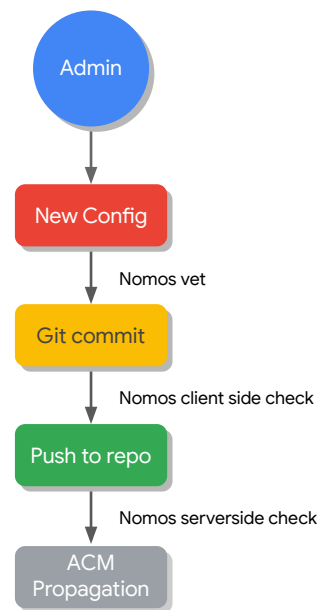 Admin
New Config
Nomos vet
Git commit
Nomos client side check
Push to repo
Nomos serverside check
ACM
Propagation